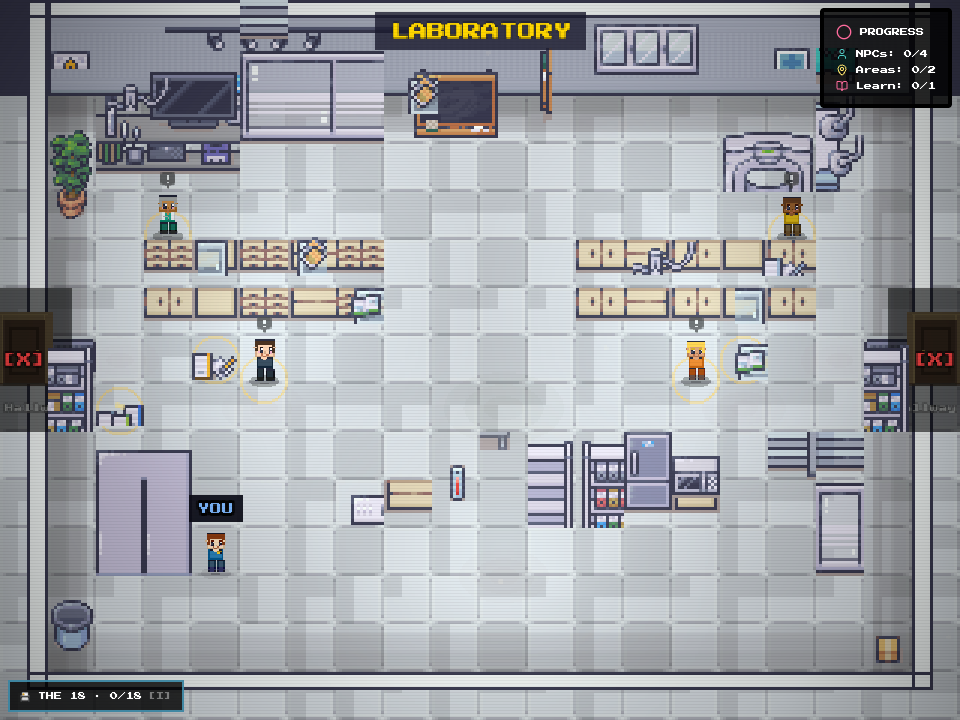 LABORATORY
PROGRESS
NPCs: 0/4
Areas: 0/2
Learn: 0/1
[X]
[X]
YOU
THE 18 · 0/18 [I]